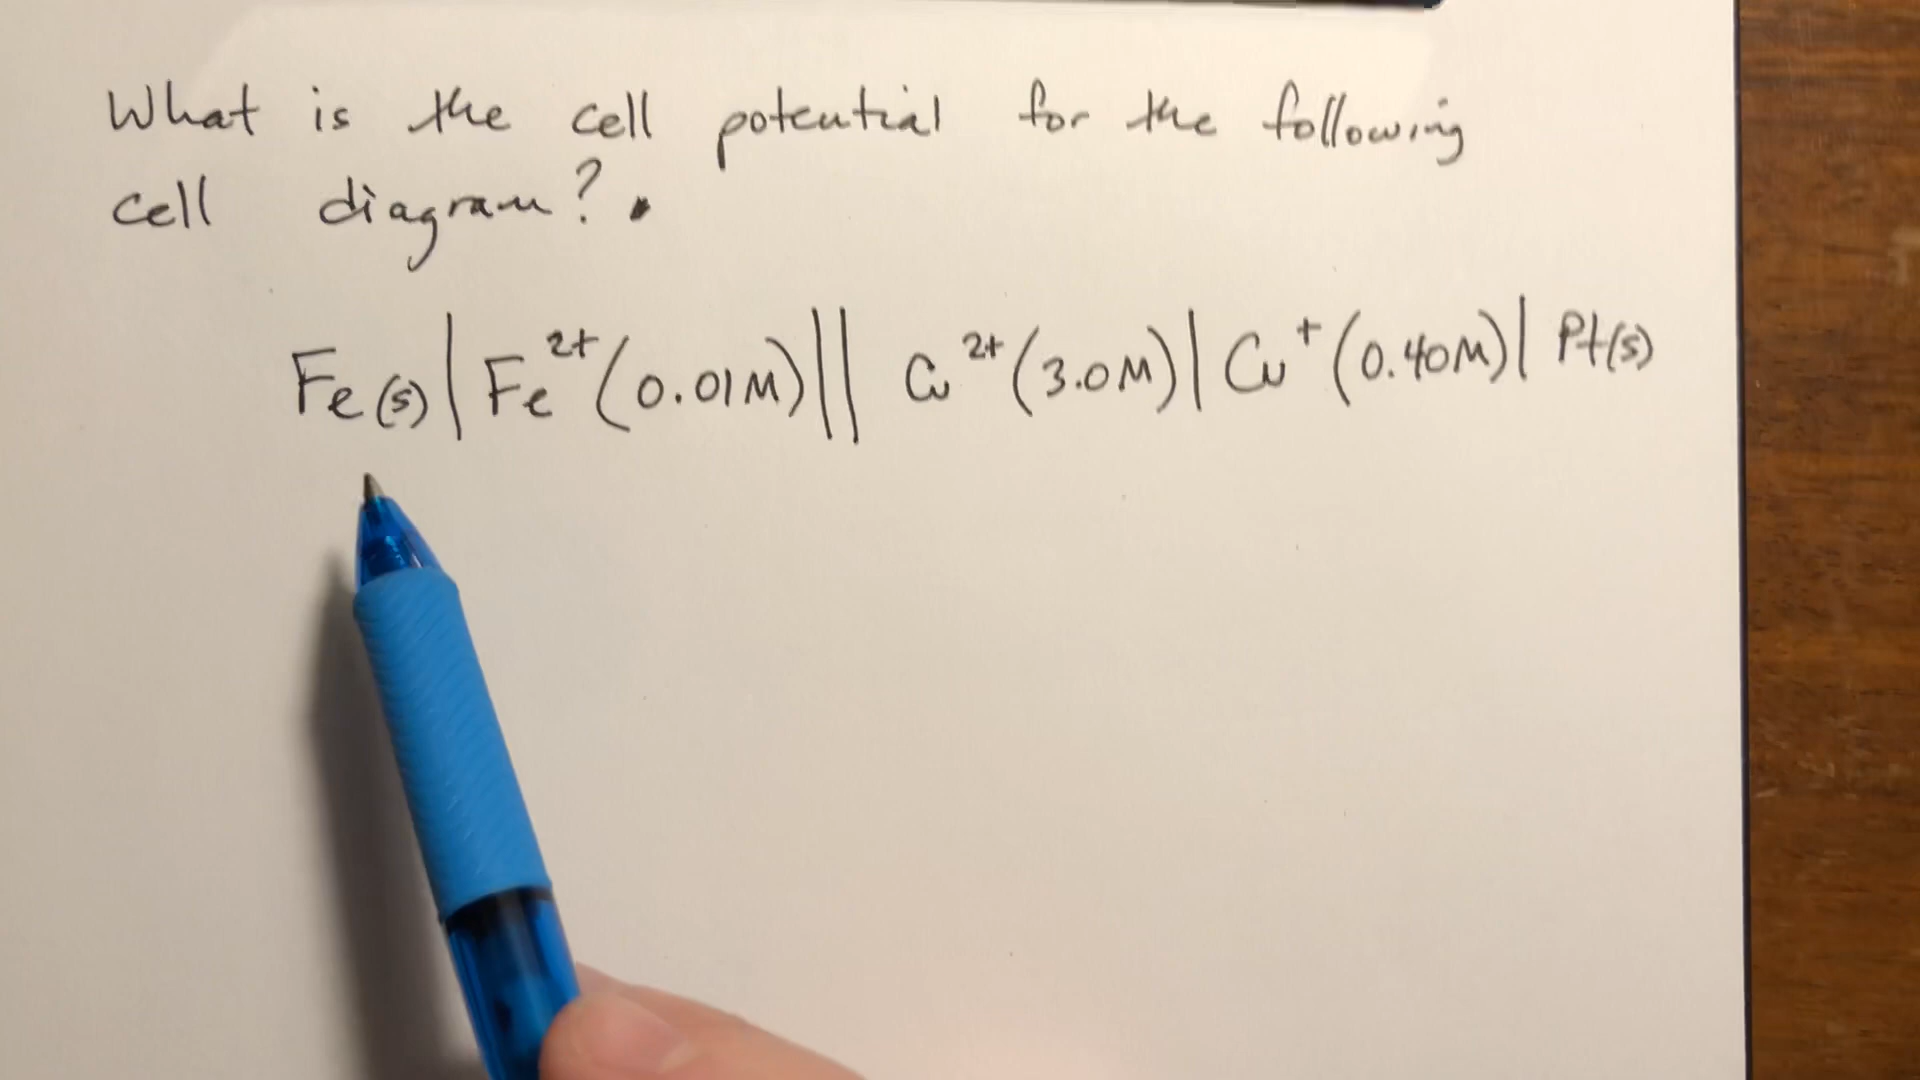 What is the cell potential for the following
cell diagram?.
Fe(s) | Fe²⁺ (0.01M) || Cu²⁺ (3.0M) | Cu⁺ (0.40M) | Pt(s)